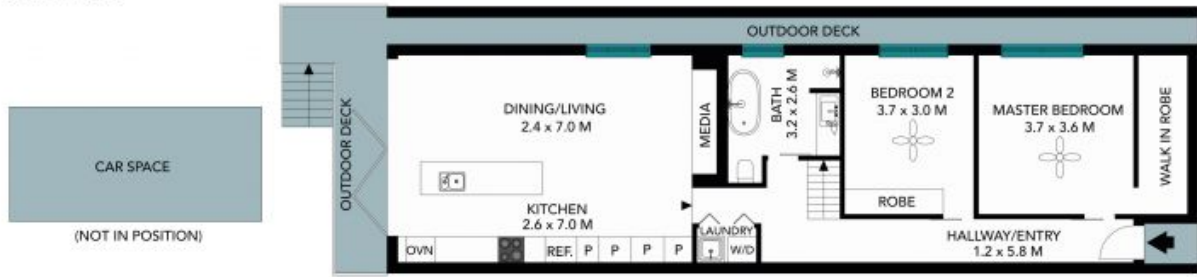 OUTDOOR DECK
OUTDOOR DECK
CAR SPACE
(NOT IN POSITION)
DINING/LIVING
2.4 x 7.0 M
MEDIA
BATH
3.2 x 2.6 M
BEDROOM 2
3.7 x 3.0 M
MASTER BEDROOM
3.7 x 3.6 M
WALK IN ROBE
ROBE
KITCHEN
2.6 x 7.0 M
OVN
REF.
P
P
P
P
LAUNDRY
W/D
HALLWAY/ENTRY
1.2 x 5.8 M